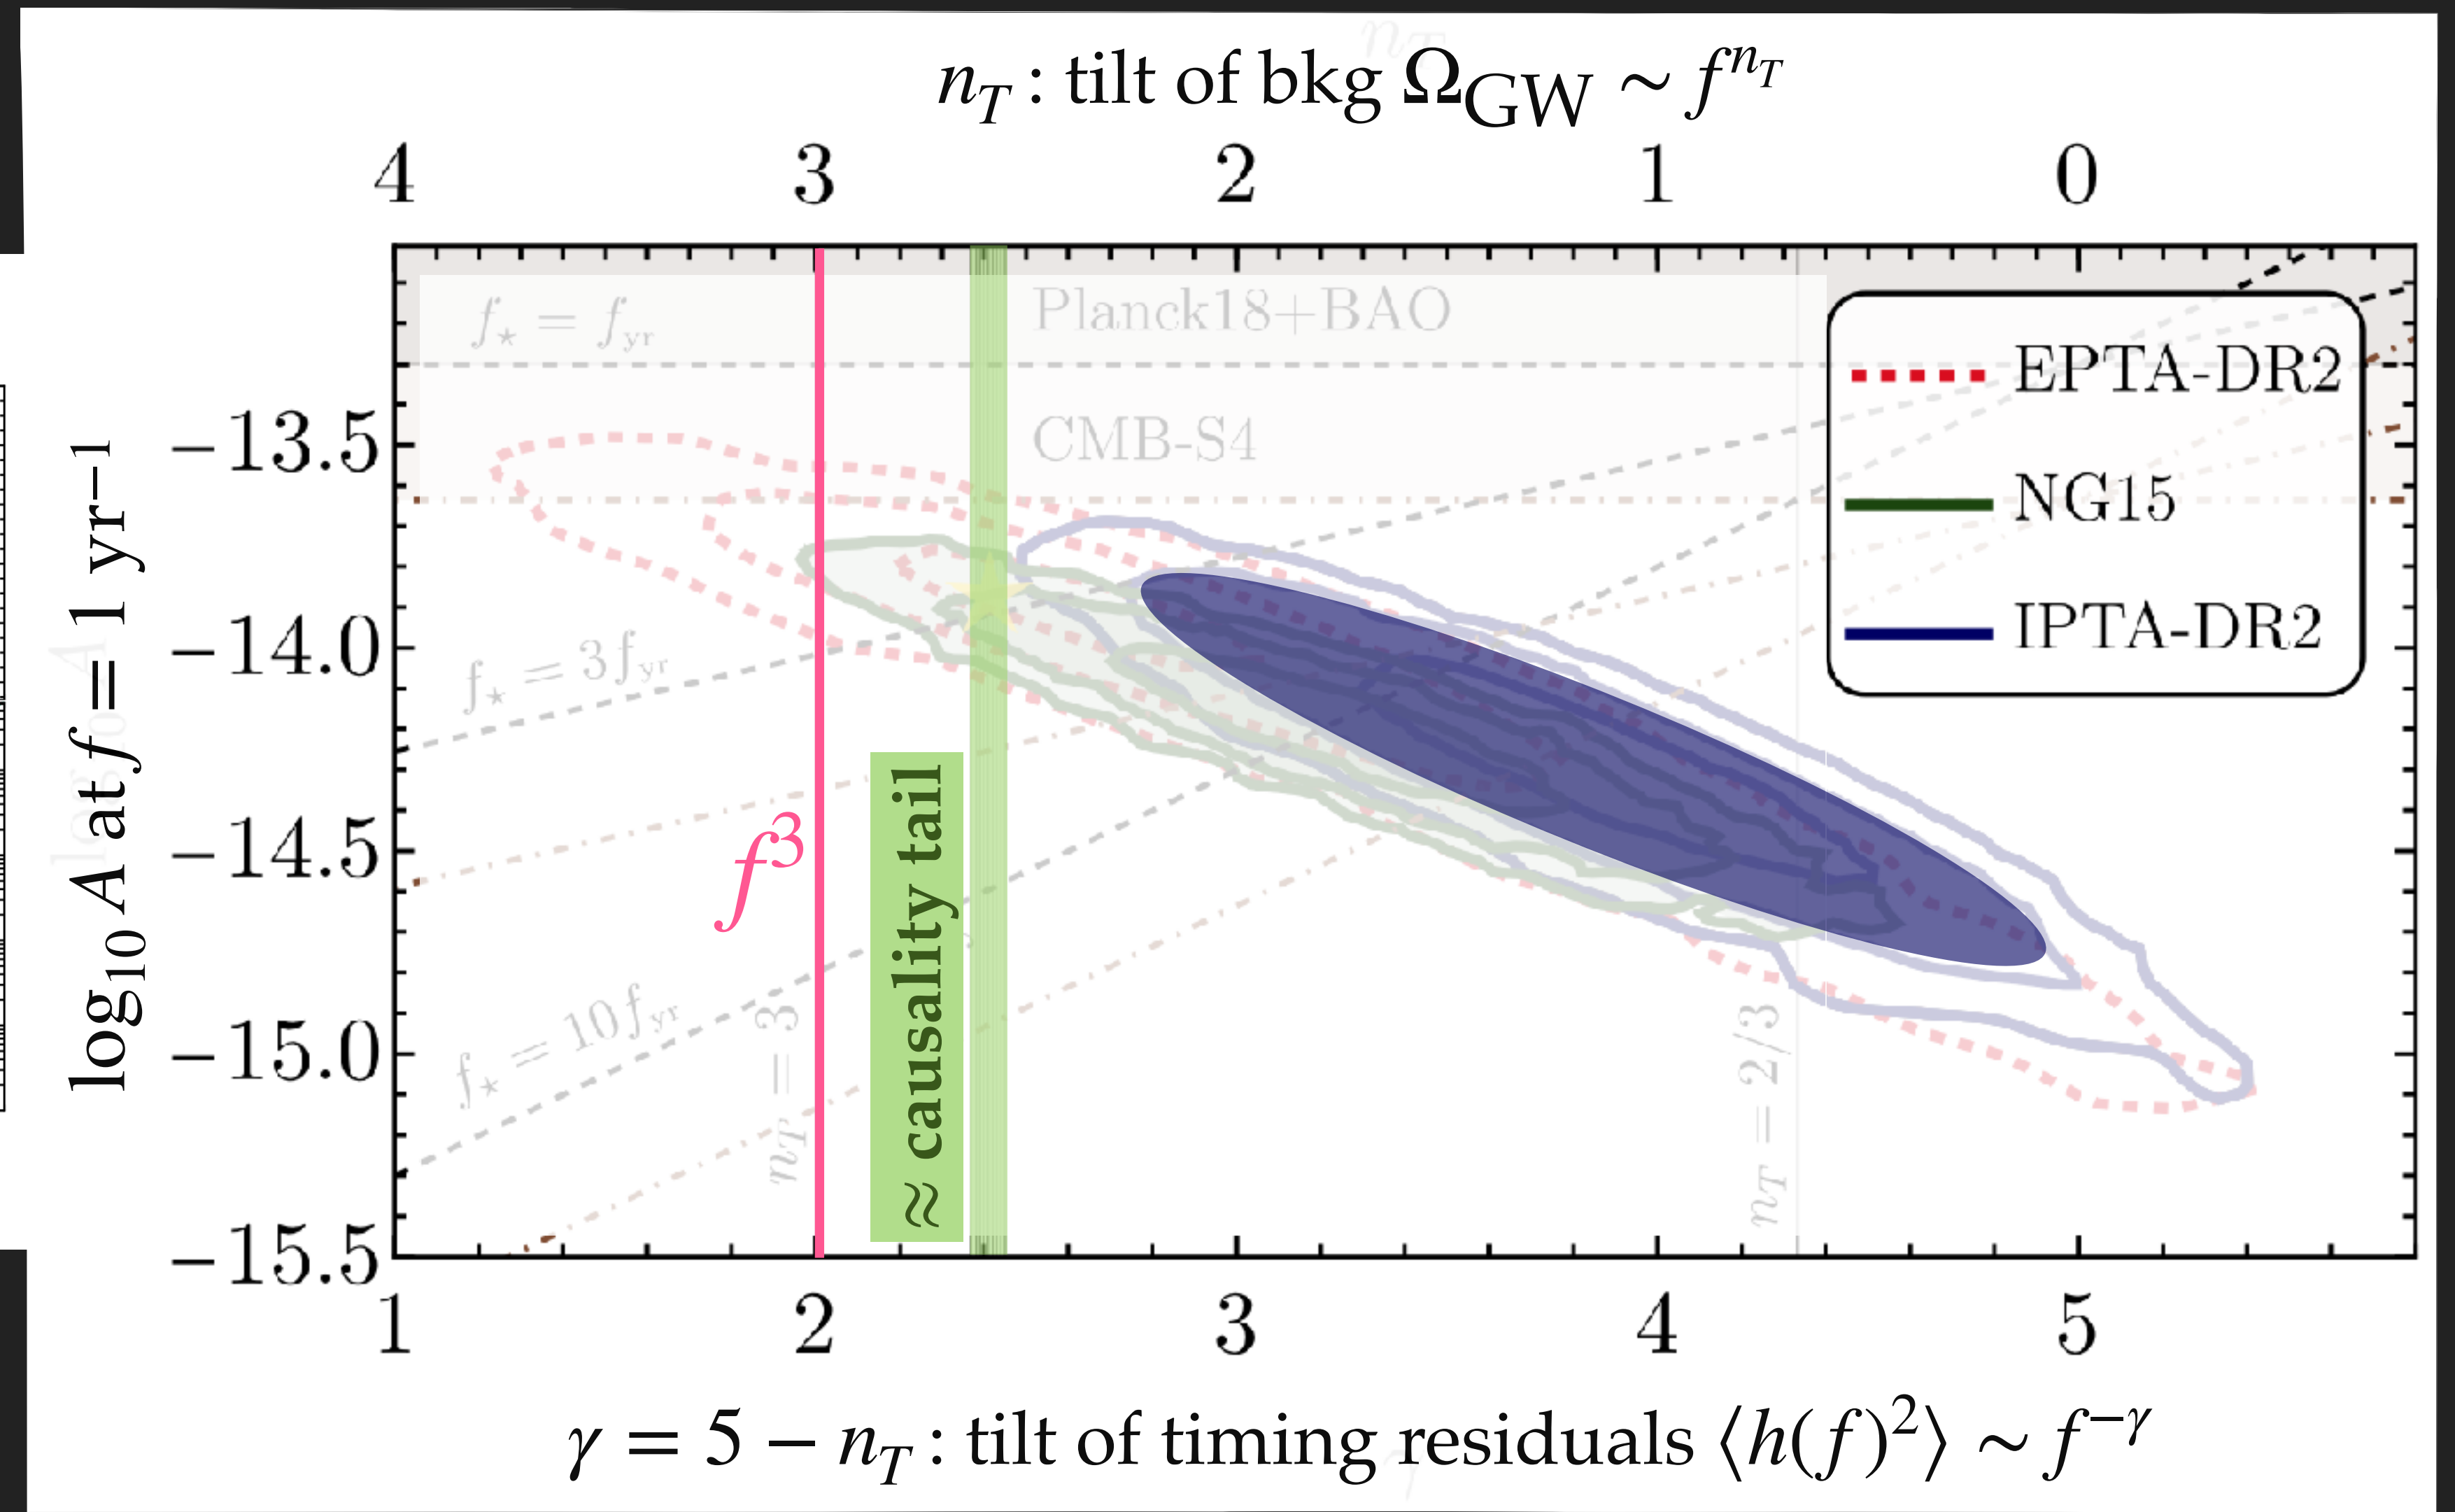 n_T : tilt of bkg Ω_GW ~ f^{n_T}
4 3 2 1 0
f⋆ = f_yr
Planck18+BAO
CMB-S4
EPTA-DR2
NG15
IPTA-DR2
log₁₀ A at f = 1 yr⁻¹
−13.5
−14.0
−14.5
−15.0
−15.5
f⋆ = 3f_yr
f⋆ = 10f_yr
f³
n_T = 3
≈ causality tail
n_T = 2/3
1 2 3 4 5
γ = 5 − n_T : tilt of timing residuals ⟨h(f)²⟩ ~ f^{−γ}